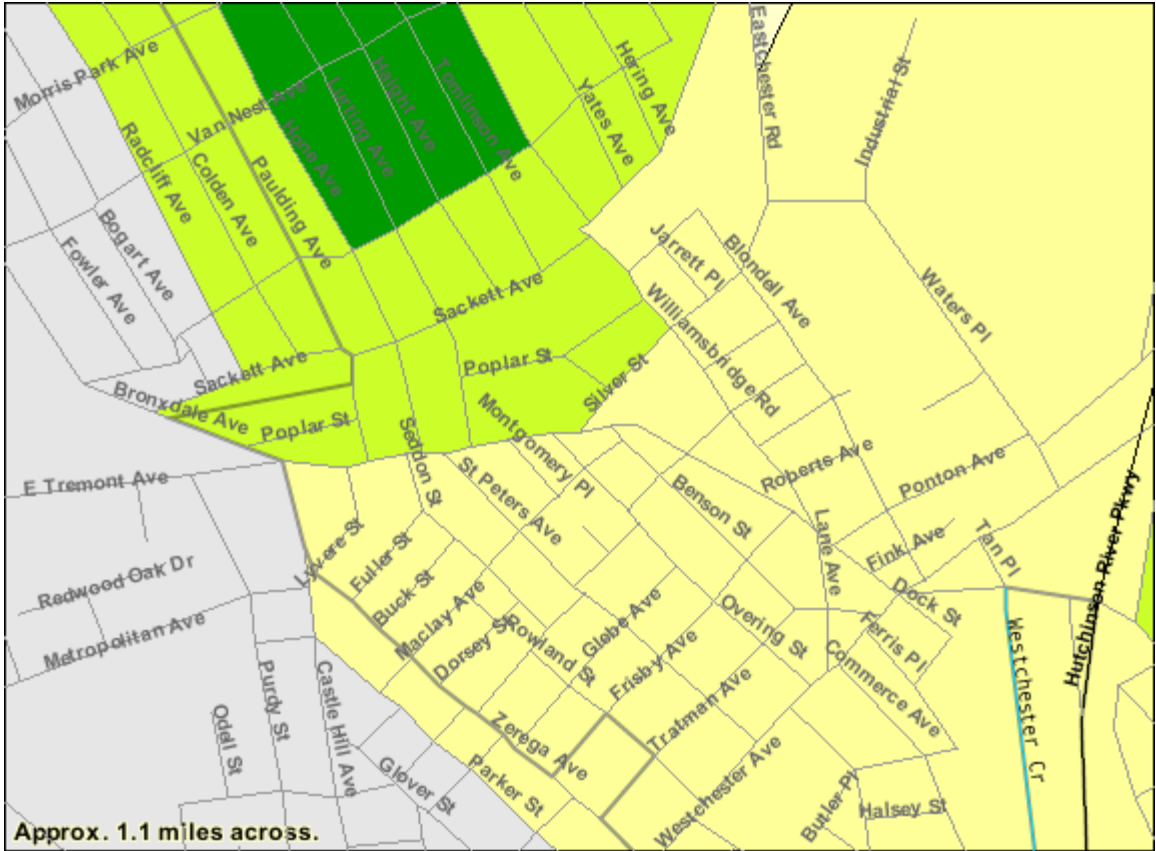 Morris Park Ave
Van Nest Ave
Radcliff Ave
Colden Ave
Paulding Ave
Hone Ave
Lurting Ave
Haight Ave
Tomlinson Ave
Yates Ave
Hering Ave
Eastchester Rd
Industrial St
Bogart Ave
Fowler Ave
Jarrett Pl
Blondell Ave
Waters Pl
Sackett Ave
Williamsbridge Rd
Sackett Ave
Poplar St
Silver St
Bronxdale Ave
Poplar St
Montgomery Pl
Seddon St
St Peters Ave
E Tremont Ave
Benson St
Roberts Ave
Ponton Ave
Lane Ave
Fink Ave
Tan Pl
Hutchinson River Pkwy
Lyvere St
Fuller St
Redwood Oak Dr
Buck St
Maclay Ave
Metropolitan Ave
Dorsey St
Rowland St
Glebe Ave
Frisby Ave
Overing St
Dock St
Ferris Pl
Commerce Ave
Westchester Cr
Purdy St
Castle Hill Ave
Odell St
Zerega Ave
Tratman Ave
Glover St
Parker St
Westchester Ave
Butler Pl
Halsey St
Approx. 1.1 miles across.